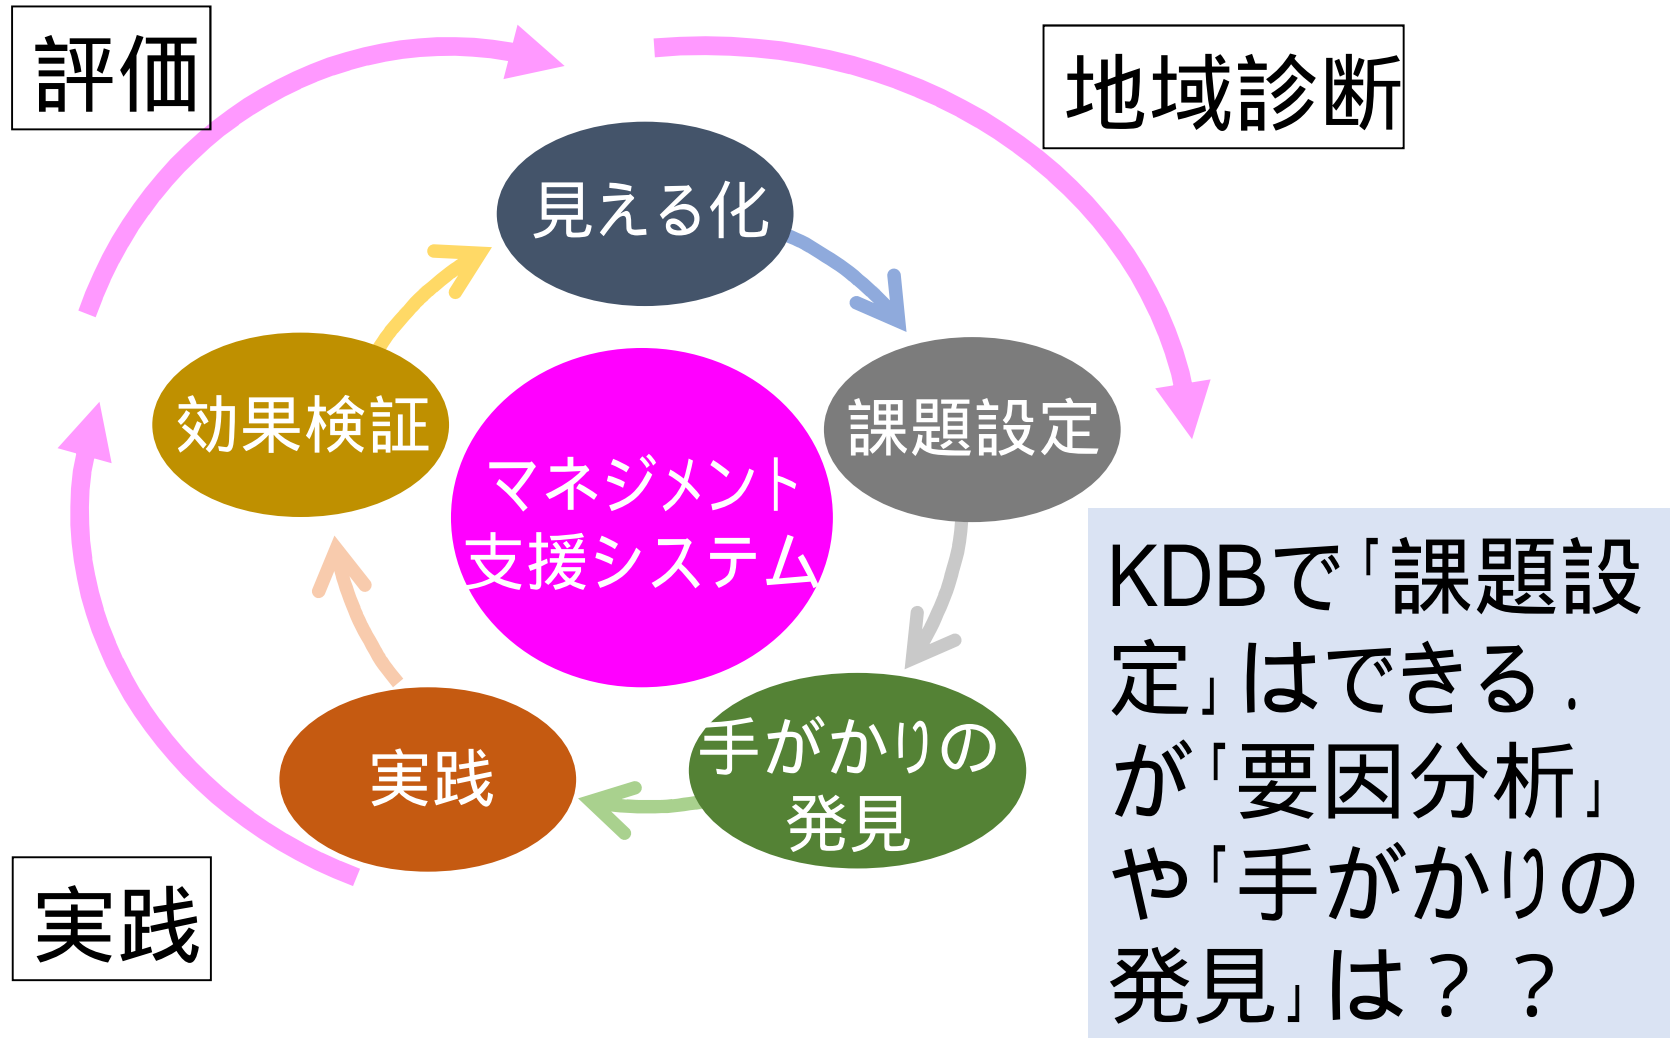 評価
地域診断
見える化
効果検証
課題設定
マネジメント
支援システム
手がかりの
発見
実践
実践
KDBで「課題設
定」はできる.
が「要因分析」
や「手がかりの
発見」は？？